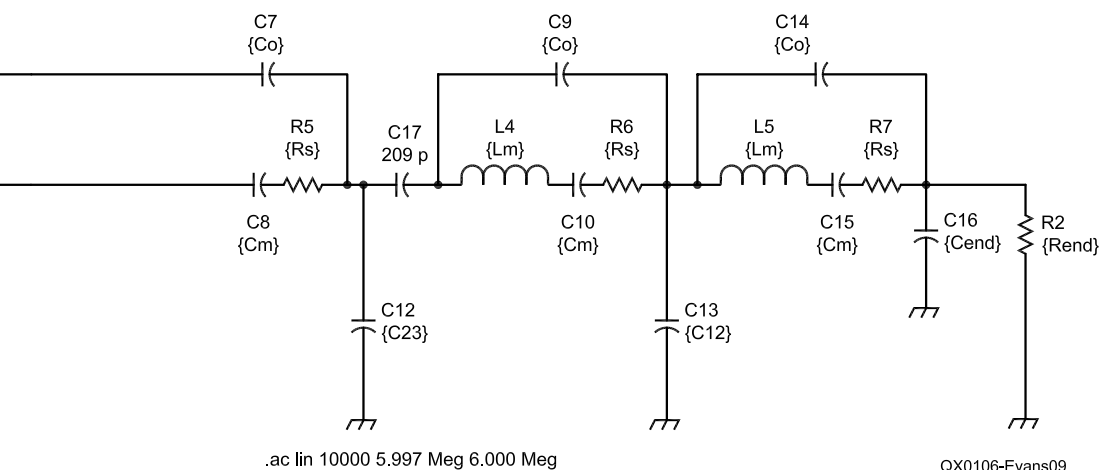 C7
{Co}
C9
{Co}
C14
{Co}
R5
{Rs}
C17
209 p
L4
{Lm}
R6
{Rs}
L5
{Lm}
R7
{Rs}
C8
{Cm}
C10
{Cm}
C15
{Cm}
C16
{Cend}
R2
{Rend}
C12
{C23}
C13
{C12}
.ac lin 10000 5.997 Meg 6.000 Meg
QX0106-Evans09